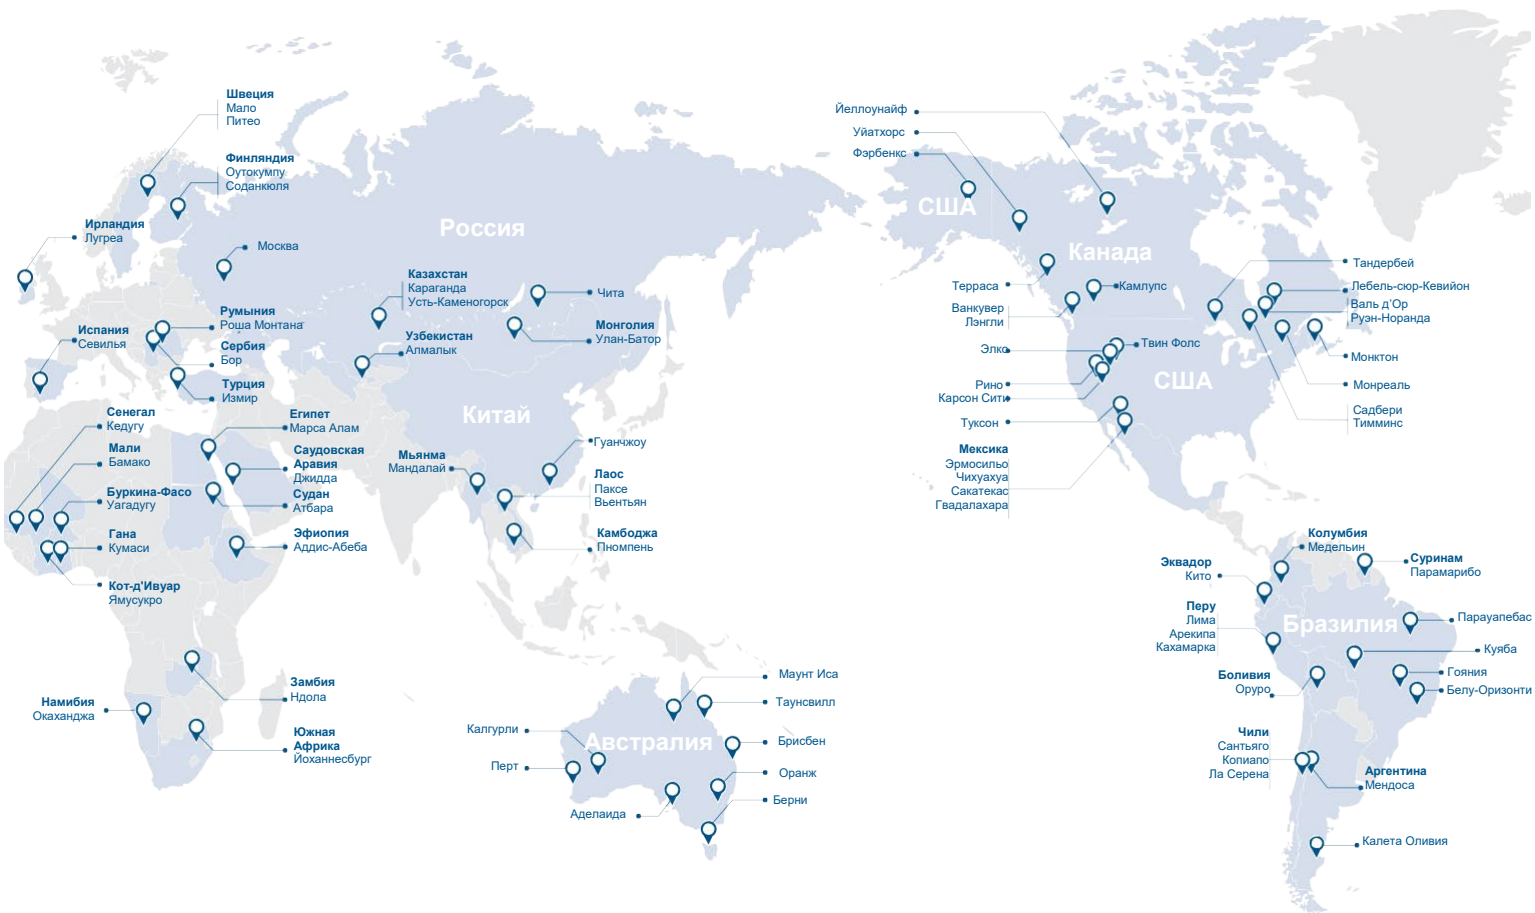 Швеция
Мало
Питео
Финляндия
Оутокумпу
Соданкюля
Ирландия
Лугреа
Москва
Россия
Казахстан
Караганда
Усть-Каменогорск
Чита
Румыния
Роша Монтана
Испания
Севилья
Сербия
Бор
Узбекистан
Алмалык
Монголия
Улан-Батор
Турция
Измир
Китай
Сенегал
Кедугу
Египет
Марса Алам
Мали
Бамако
Саудовская
Аравия
Джидда
Мьянма
Мандалай
Гуанчжоу
Лаос
Паксе
Вьентьян
Буркина-Фасо
Уагадугу
Судан
Атбара
Гана
Кумаси
Эфиопия
Аддис-Абеба
Камбоджа
Пномпень
Кот-д'Ивуар
Ямусукро
Замбия
Ндола
Намибия
Окаханджа
Южная
Африка
Йоханнесбург
Маунт Иса
Таунсвилл
Калгурли
Австралия
Брисбен
Перт
Оранж
Берни
Аделаида
Йеллоунайф
Уйатхорс
Фэрбенкс
США
Канада
Тандербей
Терраса
Камлупс
Лебель-сюр-Кевийон
Ванкувер
Лэнгли
Валь д’Ор
Руэн-Норанда
Элко
Твин Фолс
Монктон
США
Рино
Карсон Сити
Монреаль
Туксон
Садбери
Тимминс
Мексика
Эрмосильо
Чихуахуа
Сакатекас
Гвадалахара
Колумбия
Медельин
Эквадор
Кито
Суринам
Парамарибо
Перу
Лима
Арекипа
Кахамарка
Бразилия
Парауапебас
Куяба
Боливия
Оруро
Гояния
Белу-Оризонти
Чили
Сантьяго
Копиапо
Ла Серена
Аргентина
Мендоса
Калета Оливия